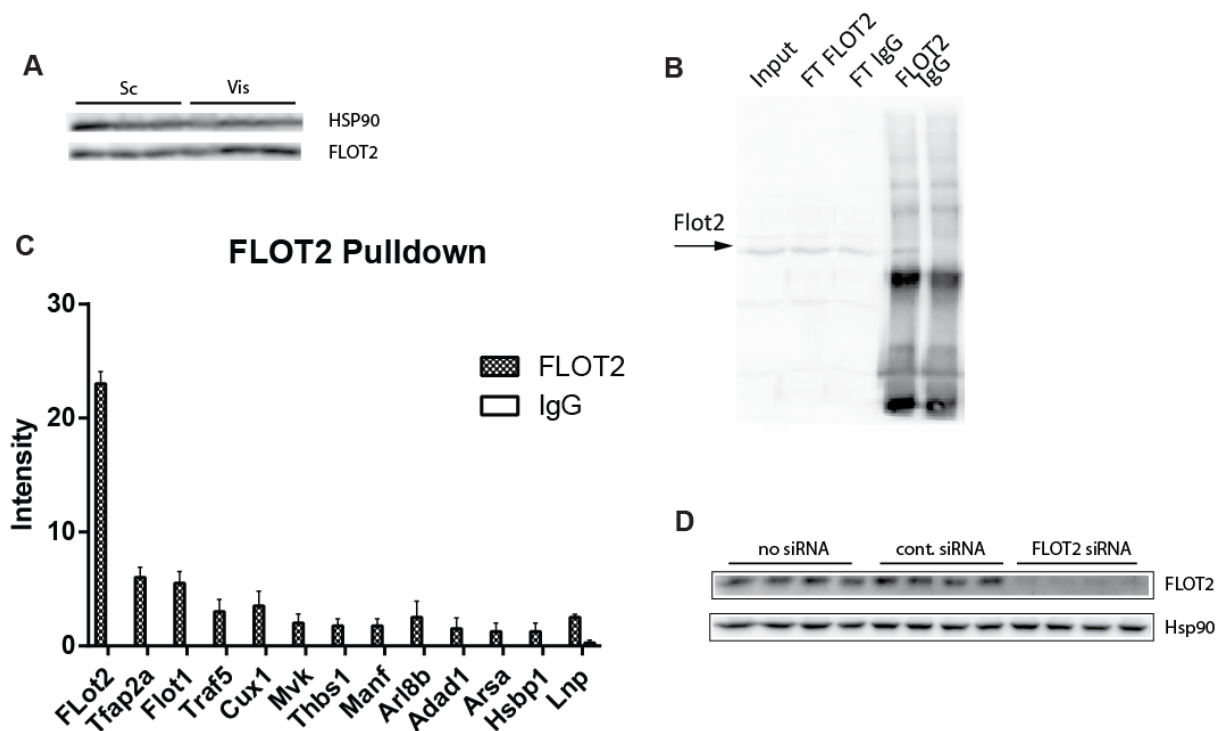 A
Sc Vis
HSP90
FLOT2
B
Input FT FLOT2 FT IgG FLOT2 IgG
Flot2
C
FLOT2 Pulldown
Intensity
30
20
10
0
FLOT2
IgG
FLot2 Tfap2a Flot1 Traf5 Cux1 Mvk Thbs1 Manf Arl8b Adad1 Arsa Hsbp1 Lnp
D
no siRNA cont. siRNA FLOT2 siRNA
FLOT2
Hsp90